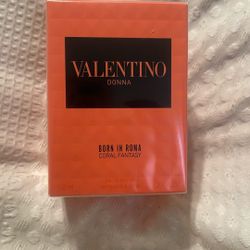 VALENTINO
DONNA
BORN IN ROMA
CORAL FANTASY